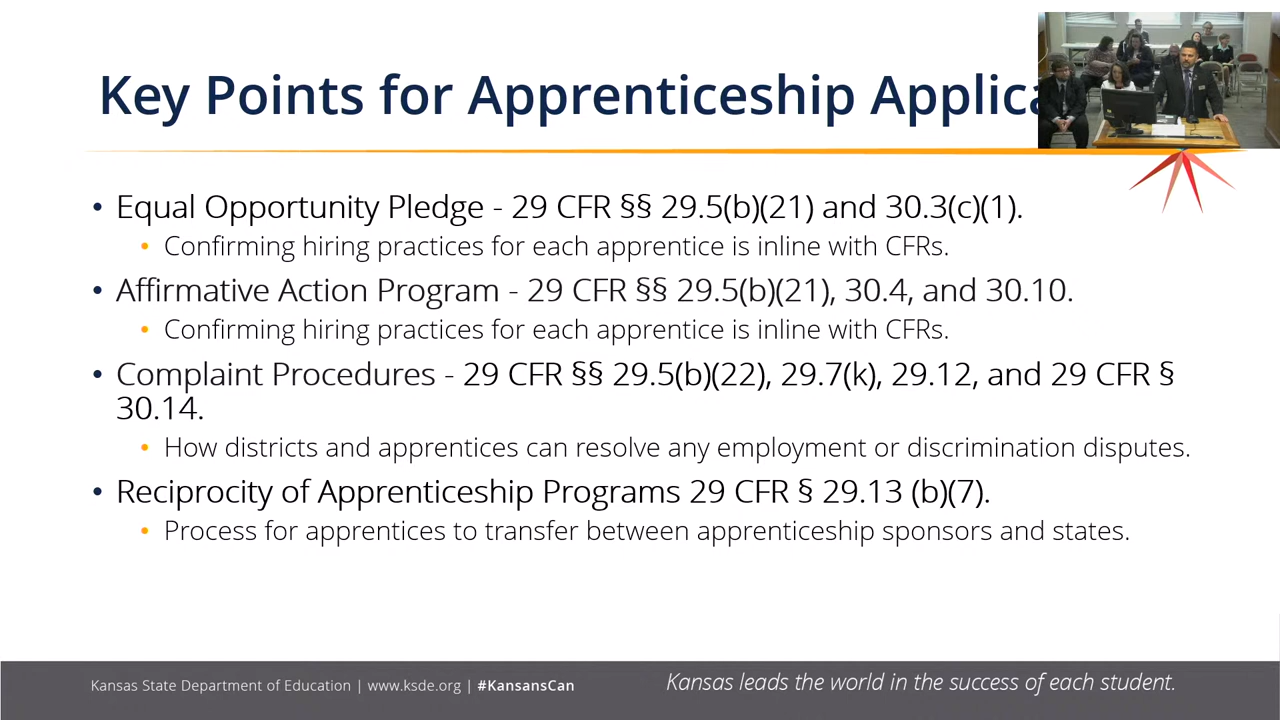 Key Points for Apprenticeship Applica
• Equal Opportunity Pledge - 29 CFR §§ 29.5(b)(21) and 30.3(c)(1).
• Confirming hiring practices for each apprentice is inline with CFRs.
• Affirmative Action Program - 29 CFR §§ 29.5(b)(21), 30.4, and 30.10.
• Confirming hiring practices for each apprentice is inline with CFRs.
• Complaint Procedures - 29 CFR §§ 29.5(b)(22), 29.7(k), 29.12, and 29 CFR §
30.14.
• How districts and apprentices can resolve any employment or discrimination disputes.
• Reciprocity of Apprenticeship Programs 29 CFR § 29.13 (b)(7).
• Process for apprentices to transfer between apprenticeship sponsors and states.
Kansas State Department of Education | www.ksde.org | #KansansCan
Kansas leads the world in the success of each student.